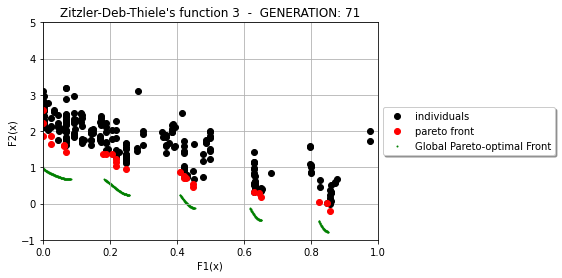 Zitzler-Deb-Thiele's function 3 - GENERATION: 71
5
4
3
2
1
0
−1
F2(x)
0.0 0.2 0.4 0.6 0.8 1.0
F1(x)
individuals
pareto front
Global Pareto-optimal Front